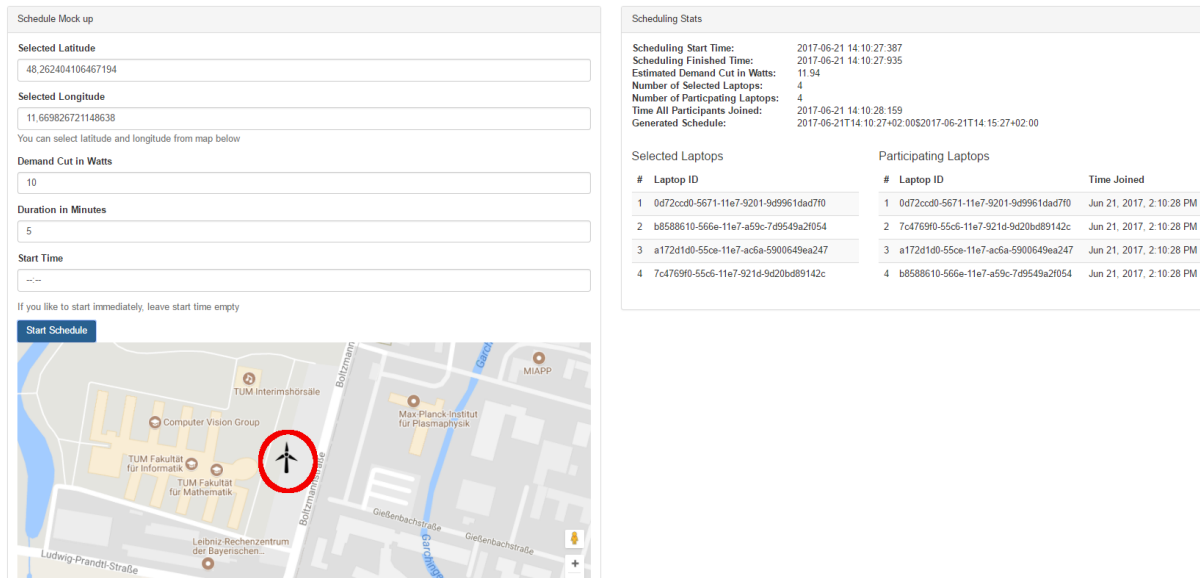 Schedule Mock up
Selected Latitude
48,262404106467194
Selected Longitude
11,669826721148638
You can select latitude and longitude from map below
Demand Cut in Watts
10
Duration in Minutes
5
Start Time
--:--
If you like to start immediately, leave start time empty
Start Schedule
Boltzmann
Garch
MIAPP
TUM Interimshörsäle
Max-Planck-Institut
für Plasmaphysik
Computer Vision Group
TUM Fakultät
für Informatik
TUM Fakultät
für Mathematik
Boltzmannstraße
Gießenbachstraße
Gießenbachstraße
Leibniz-Rechenzentrum
der Bayerischen...
Ludwig-Prandtl-Straße
Garching
+
Scheduling Stats
Scheduling Start Time: 2017-06-21 14:10:27:387
Scheduling Finished Time: 2017-06-21 14:10:27:935
Estimated Demand Cut in Watts: 11.94
Number of Selected Laptops: 4
Number of Particpating Laptops: 4
Time All Participants Joined: 2017-06-21 14:10:28:159
Generated Schedule: 2017-06-21T14:10:27+02:00$2017-06-21T14:15:27+02:00
Selected Laptops
# Laptop ID
1 0d72ccd0-5671-11e7-9201-9d9961dad7f0
2 b8588610-566e-11e7-a59c-7d9549a2f054
3 a172d1d0-55ce-11e7-ac6a-5900649ea247
4 7c4769f0-55c6-11e7-921d-9d20bd89142c
Participating Laptops
# Laptop ID Time Joined
1 0d72ccd0-5671-11e7-9201-9d9961dad7f0 Jun 21, 2017, 2:10:28 PM
2 7c4769f0-55c6-11e7-921d-9d20bd89142c Jun 21, 2017, 2:10:28 PM
3 a172d1d0-55ce-11e7-ac6a-5900649ea247 Jun 21, 2017, 2:10:28 PM
4 b8588610-566e-11e7-a59c-7d9549a2f054 Jun 21, 2017, 2:10:28 PM